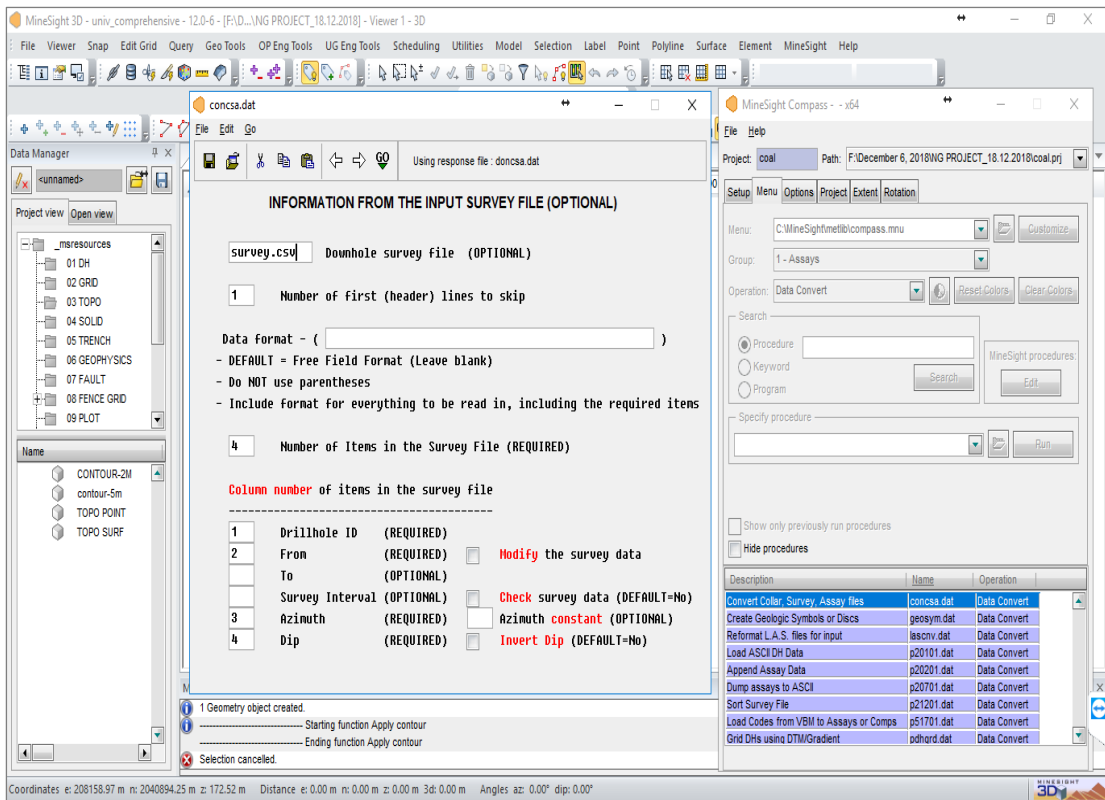 MineSight 3D - univ_comprehensive - 12.0-6 - [F:\D...\NG PROJECT_18.12.2018] - Viewer 1 - 3D
File Viewer Snap Edit Grid Query Geo Tools OP Eng Tools UG Eng Tools Scheduling Utilities Model Selection Label Point Polyline Surface Element MineSight Help
Data Manager
<unnamed>
Project view Open view
_msresources
01 DH
02 GRID
03 TOPO
04 SOLID
05 TRENCH
06 GEOPHYSICS
07 FAULT
08 FENCE GRID
09 PLOT
Name
CONTOUR-2M
contour-5m
TOPO POINT
TOPO SURF
concsa.dat
File Edit Go
GO
Using response file : doncsa.dat
INFORMATION FROM THE INPUT SURVEY FILE (OPTIONAL)
survey.csv Downhole survey file (OPTIONAL)
1 Number of first (header) lines to skip
Data format - ( )
- DEFAULT = Free Field Format (Leave blank)
- Do NOT use parentheses
- Include format for everything to be read in, including the required items
4 Number of Items in the Survey File (REQUIRED)
Column number of items in the survey file
-----------------------------------------
1 Drillhole ID (REQUIRED)
2 From (REQUIRED) Modify the survey data
To (OPTIONAL)
Survey Interval (OPTIONAL) Check survey data (DEFAULT=No)
3 Azimuth (REQUIRED) Azimuth constant (OPTIONAL)
4 Dip (REQUIRED) Invert Dip (DEFAULT=No)
1 Geometry object created.
-------------------------------- Starting function Apply contour
-------------------------------- Ending function Apply contour
Selection cancelled.
MineSight Compass - - x64
File Help
Project: coal Path: F:\December 6, 2018\NG PROJECT_18.12.2018\coal.prj
Setup Menu Options Project Extent Rotation
Menu: C:\MineSight\metlib\compass.mnu Customize
Group: 1 - Assays
Operation: Data Convert Reset Colors Clear Colors
Search
Procedure
Keyword
Program
Search
MineSight procedures:
Edit
Specify procedure
Run
Show only previously run procedures
Hide procedures
Description Name Operation
Convert Collar, Survey, Assay files concsa.dat Data Convert
Create Geologic Symbols or Discs geosym.dat Data Convert
Reformat L.A.S. files for input lascnv.dat Data Convert
Load ASCII DH Data p20101.dat Data Convert
Append Assay Data p20201.dat Data Convert
Dump assays to ASCII p20701.dat Data Convert
Sort Survey File p21201.dat Data Convert
Load Codes from VBM to Assays or Comps p51701.dat Data Convert
Grid DHs using DTM/Gradient pdhgrd.dat Data Convert
Coordinates e: 208158.97 m n: 2040894.25 m z: 172.52 m Distance e: 0.00 m n: 0.00 m z: 0.00 m 3d: 0.00 m Angles az: 0.00° dip: 0.00°
MINESIGHT
3D